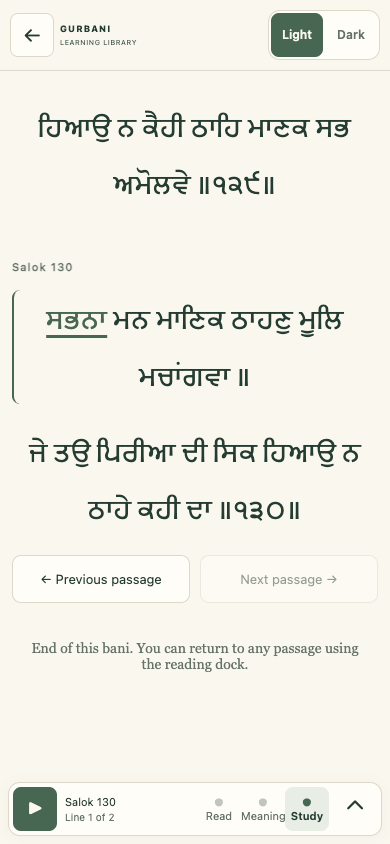 ←
GURBANI
LEARNING LIBRARY
Light
Dark
ਹਿਆਉ ਨ ਕੈਹੀ ਠਾਹਿ ਮਾਣਕ ਸਭ
ਅਮੋਲਵੇ ॥੧੨੯॥
Salok 130
ਸਭਨਾ ਮਨ ਮਾਣਿਕ ਠਾਹਣੁ ਮੂਲਿ
ਮਚਾਂਗਵਾ ॥
ਜੇ ਤਉ ਪਿਰੀਆ ਦੀ ਸਿਕ ਹਿਆਉ ਨ
ਠਾਹੇ ਕਹੀ ਦਾ ॥੧੩੦॥
← Previous passage
Next passage →
End of this bani. You can return to any passage using
the reading dock.
Salok 130
Line 1 of 2
Read
Meaning
Study